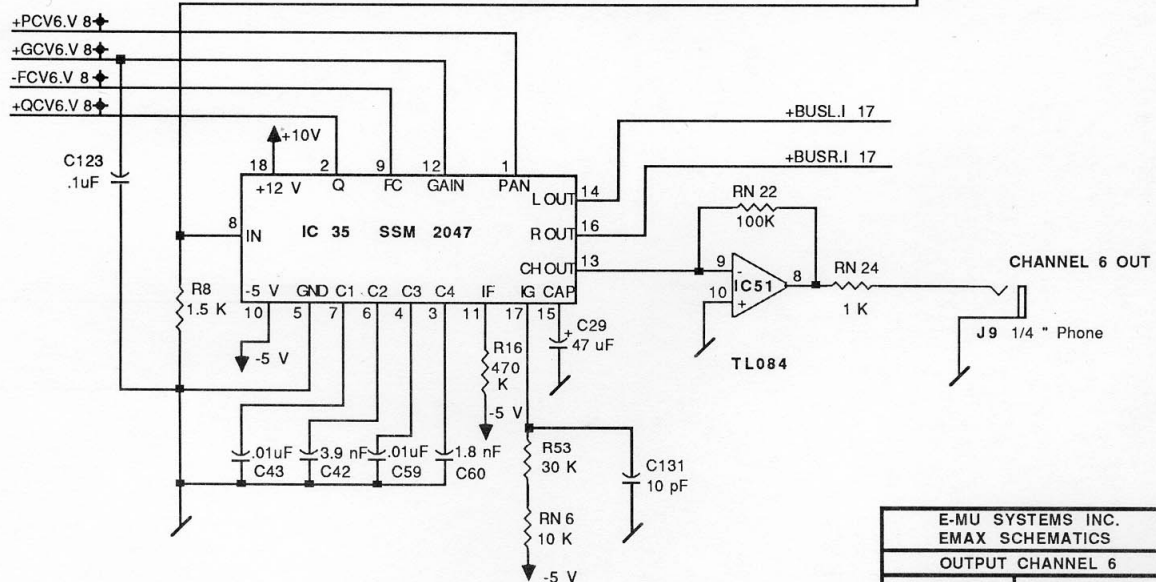 +PCV6.V 8
+GCV6.V 8
-FCV6.V 8
+QCV6.V 8
+BUSL.I 17
+BUSR.I 17
C123
.1uF
+10V
18 2 9 12 1
+12 V Q FC GAIN PAN
L OUT 14
R OUT 16
CH OUT 13
8 IN
IC 35 SSM 2047
-5 V GND C1 C2 C3 C4 IF IG CAP
10 5 7 6 4 3 11 17 15
RN 22
100K
9 -
10 +
IC51
8
TL084
RN 24
1 K
CHANNEL 6 OUT
J9 1/4 " Phone
R8
1.5 K
-5 V
+ C29
47 uF
R16
470
K
-5 V
.01uF
C43
3.9 nF
C42
.01uF
C59
1.8 nF
C60
R53
30 K
C131
10 pF
RN 6
10 K
-5 V
E-MU SYSTEMS INC.
EMAX SCHEMATICS
OUTPUT CHANNEL 6